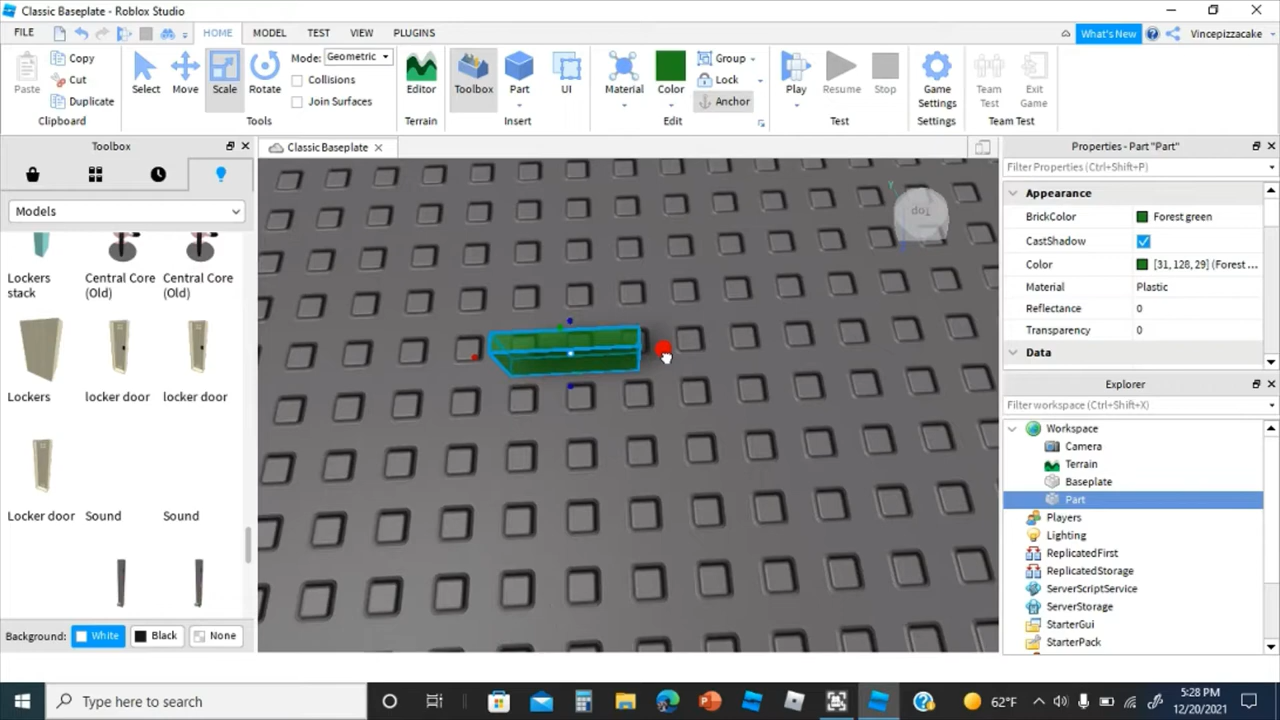 Classic Baseplate - Roblox Studio
FILE HOME MODEL TEST VIEW PLUGINS What's New Vincepizzacake
Paste Copy Cut Duplicate
Clipboard
Select Move Scale Rotate
Mode: Geometric
Collisions
Join Surfaces
Tools
Editor
Terrain
Toolbox Part UI
Insert
Material Color Group Lock Anchor
Edit
Play Resume Stop
Test
Game Settings
Settings
Team Test Exit Game
Team Test
Toolbox
Models
Lockers stack
Central Core (Old)
Central Core (Old)
Lockers locker door locker door
Locker door Sound Sound
Background: White Black None
Classic Baseplate
Y
Top
Properties - Part "Part"
Filter Properties (Ctrl+Shift+P)
Appearance
BrickColor Forest green
CastShadow
Color [31, 128, 29] (Forest ...
Material Plastic
Reflectance 0
Transparency 0
Data
Explorer
Filter workspace (Ctrl+Shift+X)
Workspace
Camera
Terrain
Baseplate
Part
Players
Lighting
ReplicatedFirst
ReplicatedStorage
ServerScriptService
ServerStorage
StarterGui
StarterPack
Type here to search
62°F
5:28 PM
12/20/2021